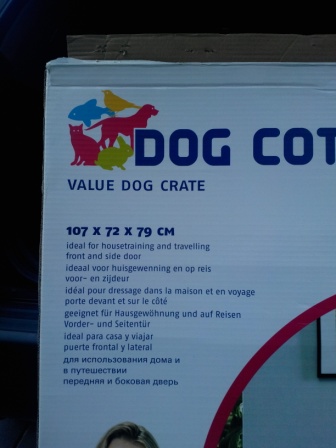 DOG COT
VALUE DOG CRATE
107 x 72 x 79 CM
ideal for housetraining and travelling
front and side door
ideaal voor huisgewenning en op reis
voor- en zijdeur
idéal pour dressage dans la maison et en voyage
porte devant et sur le côté
geeignet für Hausgewöhnung und auf Reisen
Vorder- und Seitentür
ideal para casa y viajar
puerte frontal y lateral
для использования дома и
в путешествии
передняя и боковая дверь